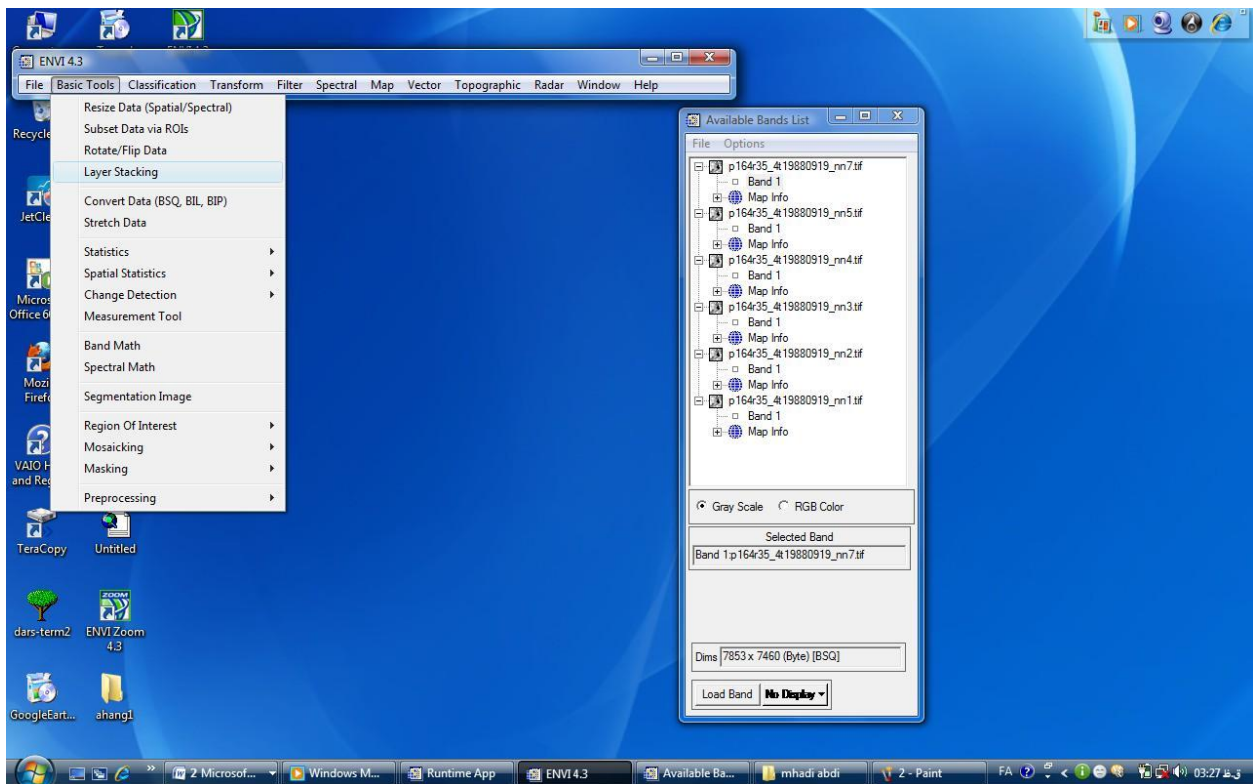 ENVI 4.3
File Basic Tools Classification Transform Filter Spectral Map Vector Topographic Radar Window Help
Resize Data (Spatial/Spectral)
Subset Data via ROIs
Rotate/Flip Data
Layer Stacking
Convert Data (BSQ, BIL, BIP)
Stretch Data
Statistics
Spatial Statistics
Change Detection
Measurement Tool
Band Math
Spectral Math
Segmentation Image
Region Of Interest
Mosaicking
Masking
Preprocessing
Recycle
JetCle
Micros
Office 60
Mozi
Firefo
VAIO H
and Reg
TeraCopy
Untitled
dars-term2
ZOOM
ENVI Zoom
4.3
GoogleEart...
ahang1
Available Bands List
File Options
p164r35_4t19880919_nn7.tif
Band 1
Map Info
p164r35_4t19880919_nn5.tif
Band 1
Map Info
p164r35_4t19880919_nn4.tif
Band 1
Map Info
p164r35_4t19880919_nn3.tif
Band 1
Map Info
p164r35_4t19880919_nn2.tif
Band 1
Map Info
p164r35_4t19880919_nn1.tif
Band 1
Map Info
Gray Scale RGB Color
Selected Band
Band 1:p164r35_4t19880919_nn7.tif
Dims 7853 x 7460 (Byte) [BSQ]
Load Band No Display
2 Microsof... Windows M... Runtime App ENVI 4.3 Available Ba... mhadi abdi 2 - Paint FA 03:27 ق.ظ